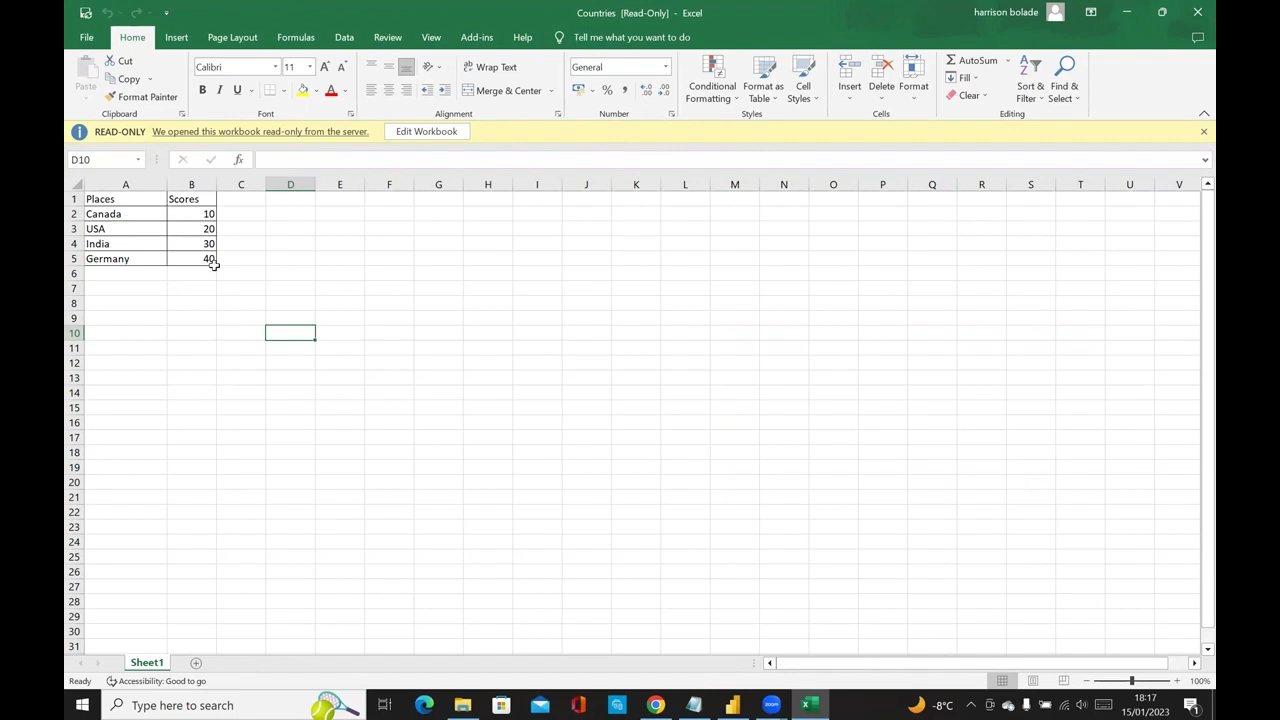 Countries [Read-Only] - Excel
harrison bolade
File Home Insert Page Layout Formulas Data Review View Add-ins Help Tell me what you want to do
Cut
Copy
Format Painter
Paste
Clipboard
Calibri 11
B I U
Font
Wrap Text
Merge & Center
Alignment
General
Number
Conditional Formatting
Format as Table
Cell Styles
Styles
Insert Delete Format
Cells
AutoSum
Fill
Clear
Sort & Filter
Find & Select
Editing
READ-ONLY We opened this workbook read-only from the server. Edit Workbook
D10 fx
A B C D E F G H I J K L M N O P Q R S T U V
1 Places Scores
2 Canada 10
3 USA 20
4 India 30
5 Germany 40
6
7
8
9
10
11
12
13
14
15
16
17
18
19
20
21
22
23
24
25
26
27
28
29
30
31
Sheet1
Ready Accessibility: Good to go 100%
Type here to search
-8°C
18:17
15/01/2023